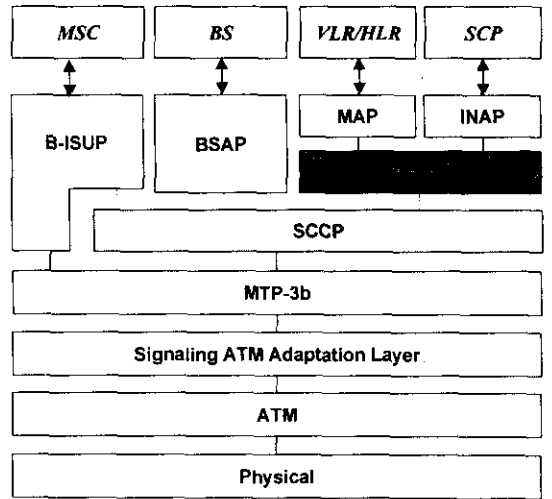 MSC
BS
VLR/HLR
SCP
B-ISUP
BSAP
MAP
INAP
SCCP
MTP-3b
Signaling ATM Adaptation Layer
ATM
Physical